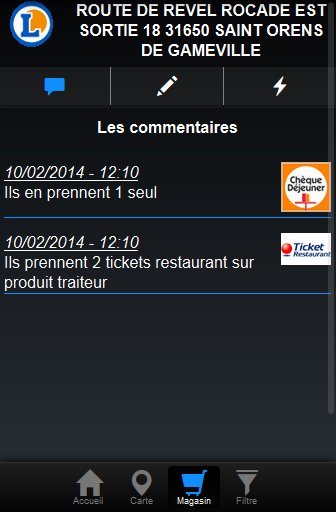 L
ROUTE DE REVEL ROCADE EST
SORTIE 18 31650 SAINT ORENS
DE GAMEVILLE
Les commentaires
10/02/2014 - 12:10
Ils en prennent 1 seul
Chèque
Déjeuner
10/02/2014 - 12:10
Ils prennent 2 tickets restaurant sur
produit traiteur
Ticket
Restaurant
Accueil
Carte
Magasin
Filtre